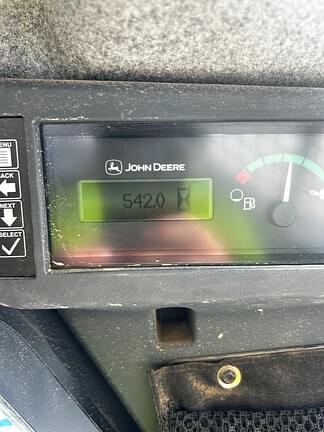 MENU
BACK
NEXT
SELECT
JOHN DEERE
542.0